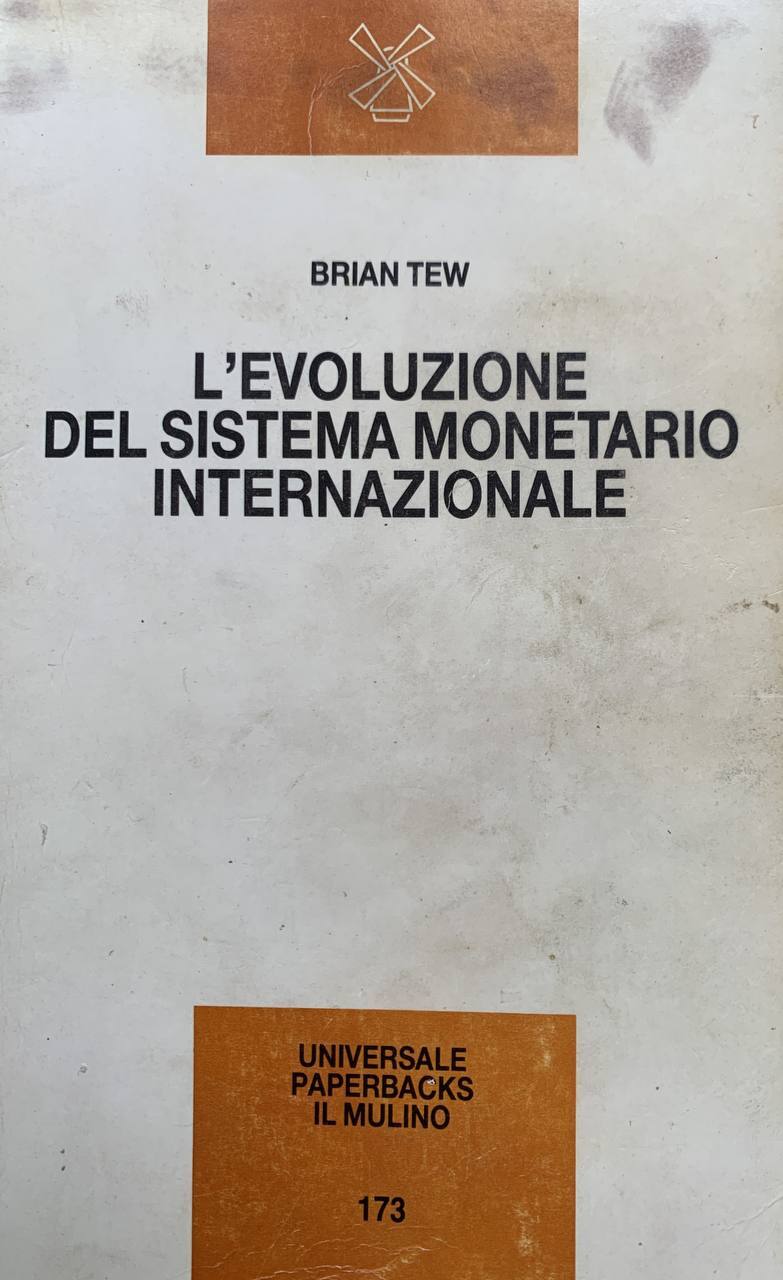 BRIAN TEW
L'EVOLUZIONE
DEL SISTEMA MONETARIO
INTERNAZIONALE
UNIVERSALE
PAPERBACKS
IL MULINO
173